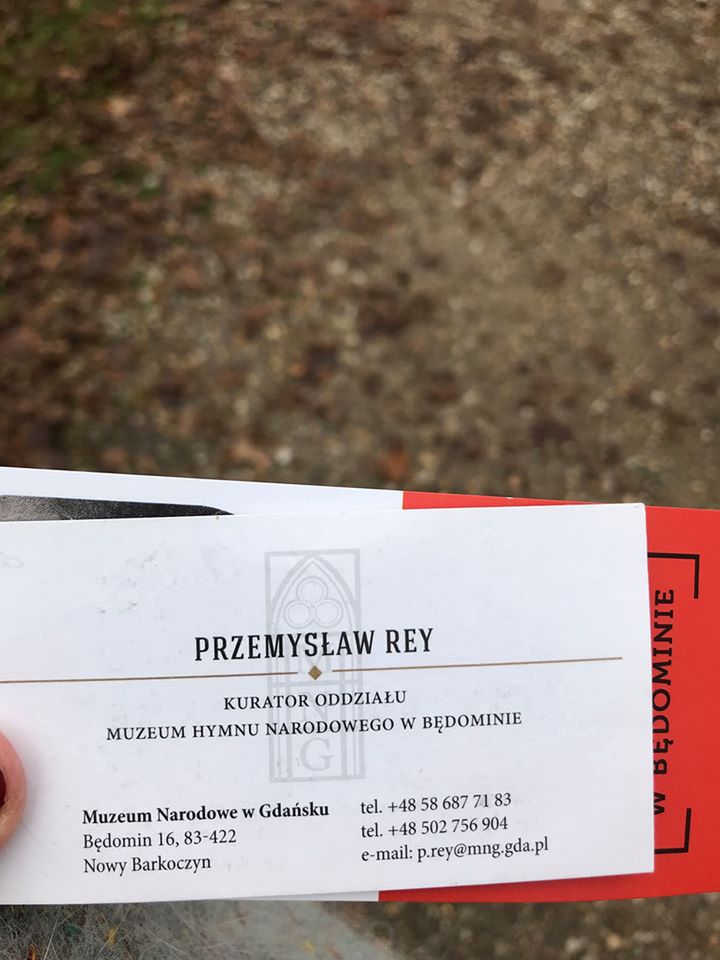 PRZEMYSŁAW REY
KURATOR ODDZIAŁU
MUZEUM HYMNU NARODOWEGO W BĘDOMINIE
Muzeum Narodowe w Gdańsku
Będomin 16, 83-422
Nowy Barkoczyn
tel. +48 58 687 71 83
tel. +48 502 756 904
e-mail: p.rey@mng.gda.pl
M
N
G
W BĘDOMINIE